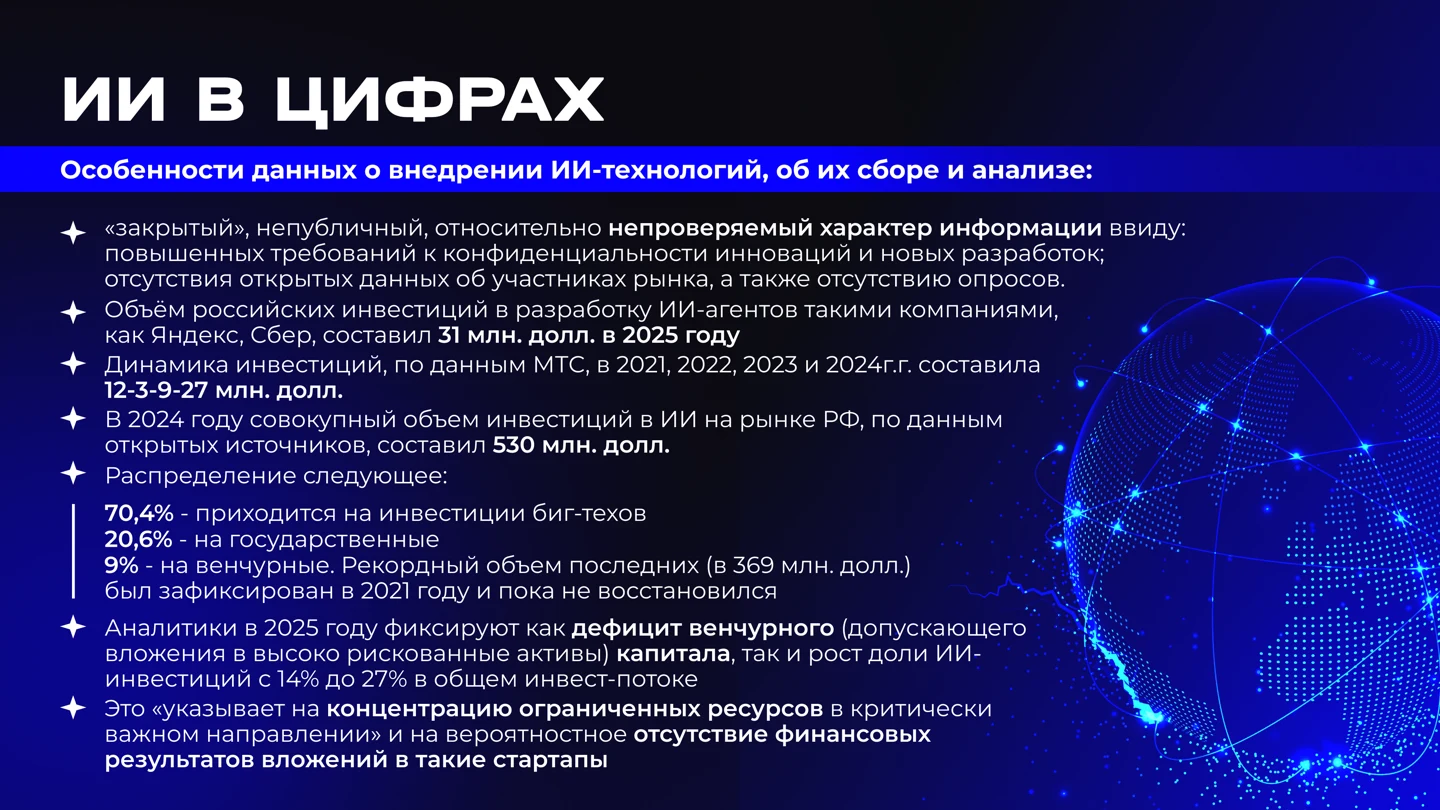 ИИ В ЦИФРАХ
Особенности данных о внедрении ИИ-технологий, об их сборе и анализе:
«закрытый», непубличный, относительно непроверяемый характер информации ввиду:
повышенных требований к конфиденциальности инноваций и новых разработок;
отсутствия открытых данных об участниках рынка, а также отсутствию опросов.
Объём российских инвестиций в разработку ИИ-агентов такими компаниями,
как Яндекс, Сбер, составил 31 млн. долл. в 2025 году
Динамика инвестиций, по данным МТС, в 2021, 2022, 2023 и 2024г.г. составила
12-3-9-27 млн. долл.
В 2024 году совокупный объем инвестиций в ИИ на рынке РФ, по данным
открытых источников, составил 530 млн. долл.
Распределение следующее:
70,4% - приходится на инвестиции биг-техов
20,6% - на государственные
9% - на венчурные. Рекордный объем последних (в 369 млн. долл.)
был зафиксирован в 2021 году и пока не восстановился
Аналитики в 2025 году фиксируют как дефицит венчурного (допускающего
вложения в высоко рискованные активы) капитала, так и рост доли ИИ-
инвестиций с 14% до 27% в общем инвест-потоке
Это «указывает на концентрацию ограниченных ресурсов в критически
важном направлении» и на вероятностное отсутствие финансовых
результатов вложений в такие стартапы